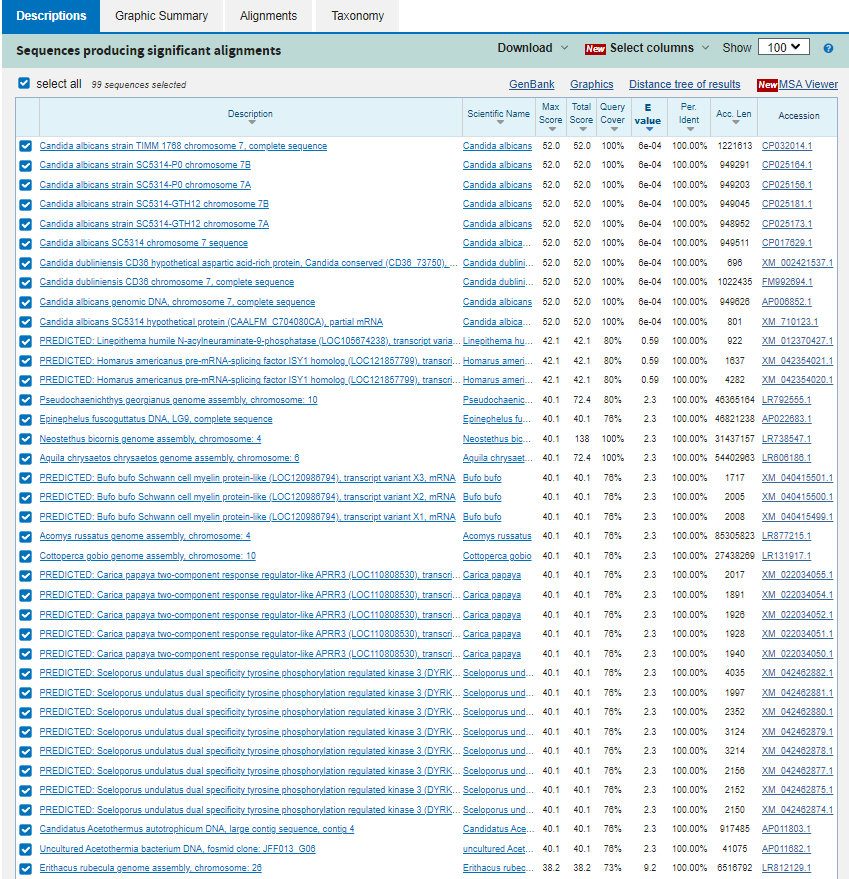 Descriptions Graphic Summary Alignments Taxonomy
Sequences producing significant alignments Download New Select columns Show 100 ?
select all 99 sequences selected GenBank Graphics Distance tree of results New MSA Viewer
Description Scientific Name Max Score Total Score Query Cover E value Per. Ident Acc. Len Accession
Candida albicans strain TIMM 1768 chromosome 7, complete sequence Candida albicans 52.0 52.0 100% 6e-04 100.00% 1221613 CP032014.1
Candida albicans strain SC5314-P0 chromosome 7B Candida albicans 52.0 52.0 100% 6e-04 100.00% 949291 CP025164.1
Candida albicans strain SC5314-P0 chromosome 7A Candida albicans 52.0 52.0 100% 6e-04 100.00% 949203 CP025156.1
Candida albicans strain SC5314-GTH12 chromosome 7B Candida albicans 52.0 52.0 100% 6e-04 100.00% 949045 CP025181.1
Candida albicans strain SC5314-GTH12 chromosome 7A Candida albicans 52.0 52.0 100% 6e-04 100.00% 948952 CP025173.1
Candida albicans SC5314 chromosome 7 sequence Candida albica... 52.0 52.0 100% 6e-04 100.00% 949511 CP017629.1
Candida dubliniensis CD36 hypothetical aspartic acid-rich protein, Candida conserved (CD36_73750), ... Candida dublini... 52.0 52.0 100% 6e-04 100.00% 696 XM_002421537.1
Candida dubliniensis CD36 chromosome 7, complete sequence Candida dublini... 52.0 52.0 100% 6e-04 100.00% 1022435 FM992694.1
Candida albicans genomic DNA, chromosome 7, complete sequence Candida albicans 52.0 52.0 100% 6e-04 100.00% 949626 AP006852.1
Candida albicans SC5314 hypothetical protein (CAALFM_C704080CA), partial mRNA Candida albica... 52.0 52.0 100% 6e-04 100.00% 801 XM_710123.1
PREDICTED: Linepithema humile N-acylneuraminate-9-phosphatase (LOC105674238), transcript varia... Linepithema hu... 42.1 42.1 80% 0.59 100.00% 922 XM_012370427.1
PREDICTED: Homarus americanus pre-mRNA-splicing factor ISY1 homolog (LOC121857799), transcri... Homarus ameri... 42.1 42.1 80% 0.59 100.00% 1637 XM_042354021.1
PREDICTED: Homarus americanus pre-mRNA-splicing factor ISY1 homolog (LOC121857799), transcri... Homarus ameri... 42.1 42.1 80% 0.59 100.00% 4282 XM_042354020.1
Pseudochaenichthys georgianus genome assembly, chromosome: 10 Pseudochaenic... 40.1 72.4 80% 2.3 100.00% 46365164 LR792555.1
Epinephelus fuscoguttatus DNA, LG9, complete sequence Epinephelus fu... 40.1 40.1 76% 2.3 100.00% 46821238 AP022683.1
Neostethus bicornis genome assembly, chromosome: 4 Neostethus bic... 40.1 138 100% 2.3 100.00% 31437157 LR738547.1
Aquila chrysaetos chrysaetos genome assembly, chromosome: 6 Aquila chrysaet... 40.1 72.4 100% 2.3 100.00% 54402963 LR606186.1
PREDICTED: Bufo bufo Schwann cell myelin protein-like (LOC120986794), transcript variant X3, mRNA Bufo bufo 40.1 40.1 76% 2.3 100.00% 1717 XM_040415501.1
PREDICTED: Bufo bufo Schwann cell myelin protein-like (LOC120986794), transcript variant X2, mRNA Bufo bufo 40.1 40.1 76% 2.3 100.00% 2005 XM_040415500.1
PREDICTED: Bufo bufo Schwann cell myelin protein-like (LOC120986794), transcript variant X1, mRNA Bufo bufo 40.1 40.1 76% 2.3 100.00% 2008 XM_040415499.1
Acomys russatus genome assembly, chromosome: 4 Acomys russatus 40.1 40.1 76% 2.3 100.00% 85305823 LR877215.1
Cottoperca gobio genome assembly, chromosome: 10 Cottoperca gobio 40.1 40.1 76% 2.3 100.00% 27438269 LR131917.1
PREDICTED: Carica papaya two-component response regulator-like APRR3 (LOC110808530), transcri... Carica papaya 40.1 40.1 76% 2.3 100.00% 2017 XM_022034055.1
PREDICTED: Carica papaya two-component response regulator-like APRR3 (LOC110808530), transcri... Carica papaya 40.1 40.1 76% 2.3 100.00% 1891 XM_022034054.1
PREDICTED: Carica papaya two-component response regulator-like APRR3 (LOC110808530), transcri... Carica papaya 40.1 40.1 76% 2.3 100.00% 1926 XM_022034052.1
PREDICTED: Carica papaya two-component response regulator-like APRR3 (LOC110808530), transcri... Carica papaya 40.1 40.1 76% 2.3 100.00% 1928 XM_022034051.1
PREDICTED: Carica papaya two-component response regulator-like APRR3 (LOC110808530), transcri... Carica papaya 40.1 40.1 76% 2.3 100.00% 1940 XM_022034050.1
PREDICTED: Sceloporus undulatus dual specificity tyrosine phosphorylation regulated kinase 3 (DYRK... Sceloporus und... 40.1 40.1 76% 2.3 100.00% 4035 XM_042462882.1
PREDICTED: Sceloporus undulatus dual specificity tyrosine phosphorylation regulated kinase 3 (DYRK... Sceloporus und... 40.1 40.1 76% 2.3 100.00% 1997 XM_042462881.1
PREDICTED: Sceloporus undulatus dual specificity tyrosine phosphorylation regulated kinase 3 (DYRK... Sceloporus und... 40.1 40.1 76% 2.3 100.00% 2352 XM_042462880.1
PREDICTED: Sceloporus undulatus dual specificity tyrosine phosphorylation regulated kinase 3 (DYRK... Sceloporus und... 40.1 40.1 76% 2.3 100.00% 3124 XM_042462879.1
PREDICTED: Sceloporus undulatus dual specificity tyrosine phosphorylation regulated kinase 3 (DYRK... Sceloporus und... 40.1 40.1 76% 2.3 100.00% 3214 XM_042462878.1
PREDICTED: Sceloporus undulatus dual specificity tyrosine phosphorylation regulated kinase 3 (DYRK... Sceloporus und... 40.1 40.1 76% 2.3 100.00% 2156 XM_042462877.1
PREDICTED: Sceloporus undulatus dual specificity tyrosine phosphorylation regulated kinase 3 (DYRK... Sceloporus und... 40.1 40.1 76% 2.3 100.00% 2152 XM_042462875.1
PREDICTED: Sceloporus undulatus dual specificity tyrosine phosphorylation regulated kinase 3 (DYRK... Sceloporus und... 40.1 40.1 76% 2.3 100.00% 2150 XM_042462874.1
Candidatus Acetothermus autotrophicum DNA, large contig sequence, contig 4 Candidatus Ace... 40.1 40.1 76% 2.3 100.00% 917485 AP011803.1
Uncultured Acetothermia bacterium DNA, fosmid clone: JFF013_G06 uncultured Acet... 40.1 40.1 76% 2.3 100.00% 41075 AP011682.1
Erithacus rubecula genome assembly, chromosome: 26 Erithacus rubec... 38.2 38.2 73% 9.2 100.00% 6516792 LR812129.1